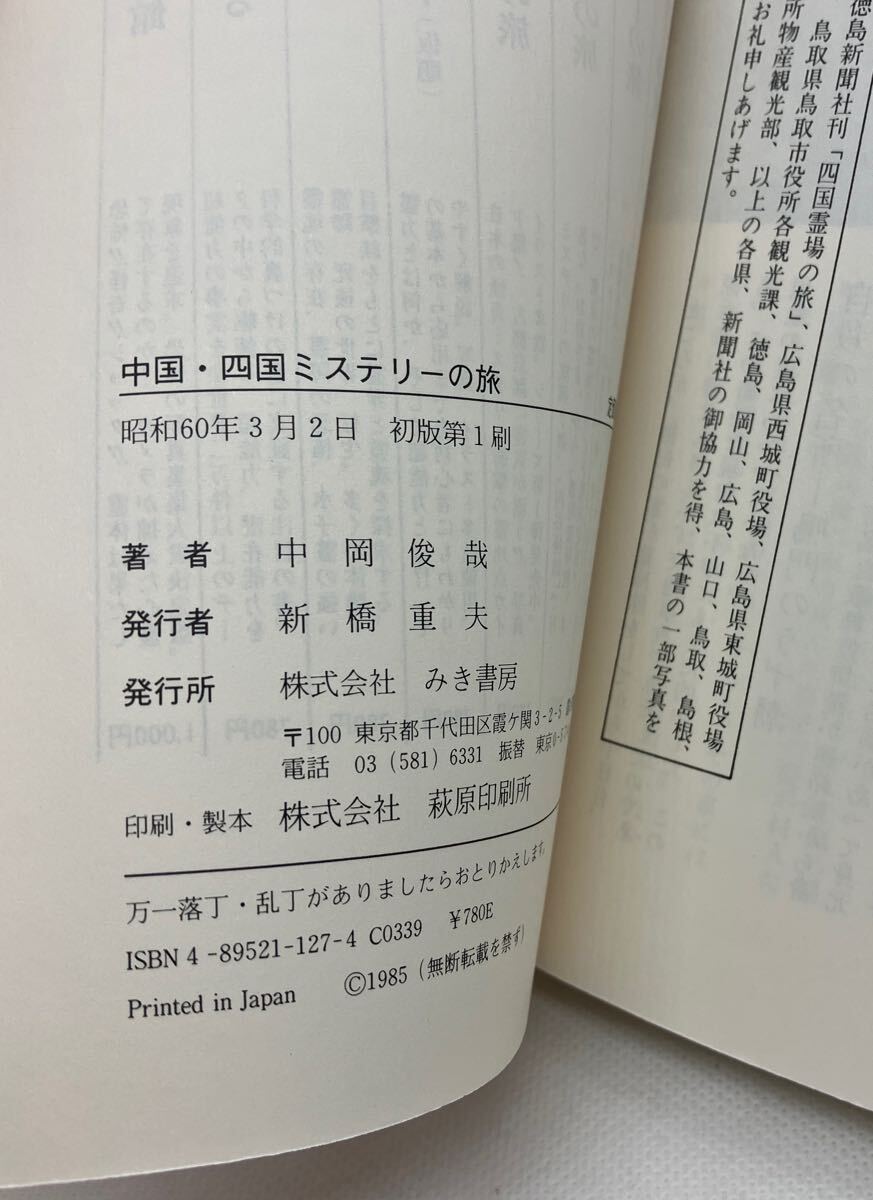 中国・四国ミステリーの旅
昭和60年3月2日 初版第1刷
著者 中岡俊哉
発行者 新橋重夫
発行所 株式会社 みき書房
〒100 東京都千代田区霞ケ関3-2-5
電話 03(581)6331 振替 東京0-
印刷・製本 株式会社 萩原印刷所
万一落丁・乱丁がありましたらおとりかえします。
ISBN4-89521-127-4 C0339 ¥780E
Printed in Japan ©1985(無断転載を禁ず)
徳島新聞社刊「四国霊場の旅」、広島県西城町役場、広島県東城町役場
鳥取県鳥取市役所各観光課、徳島、岡山、広島、山口、鳥取、島根、
所物産観光部、以上の各県、新聞社の御協力を得、本書の一部写真を
お礼申しあげます。